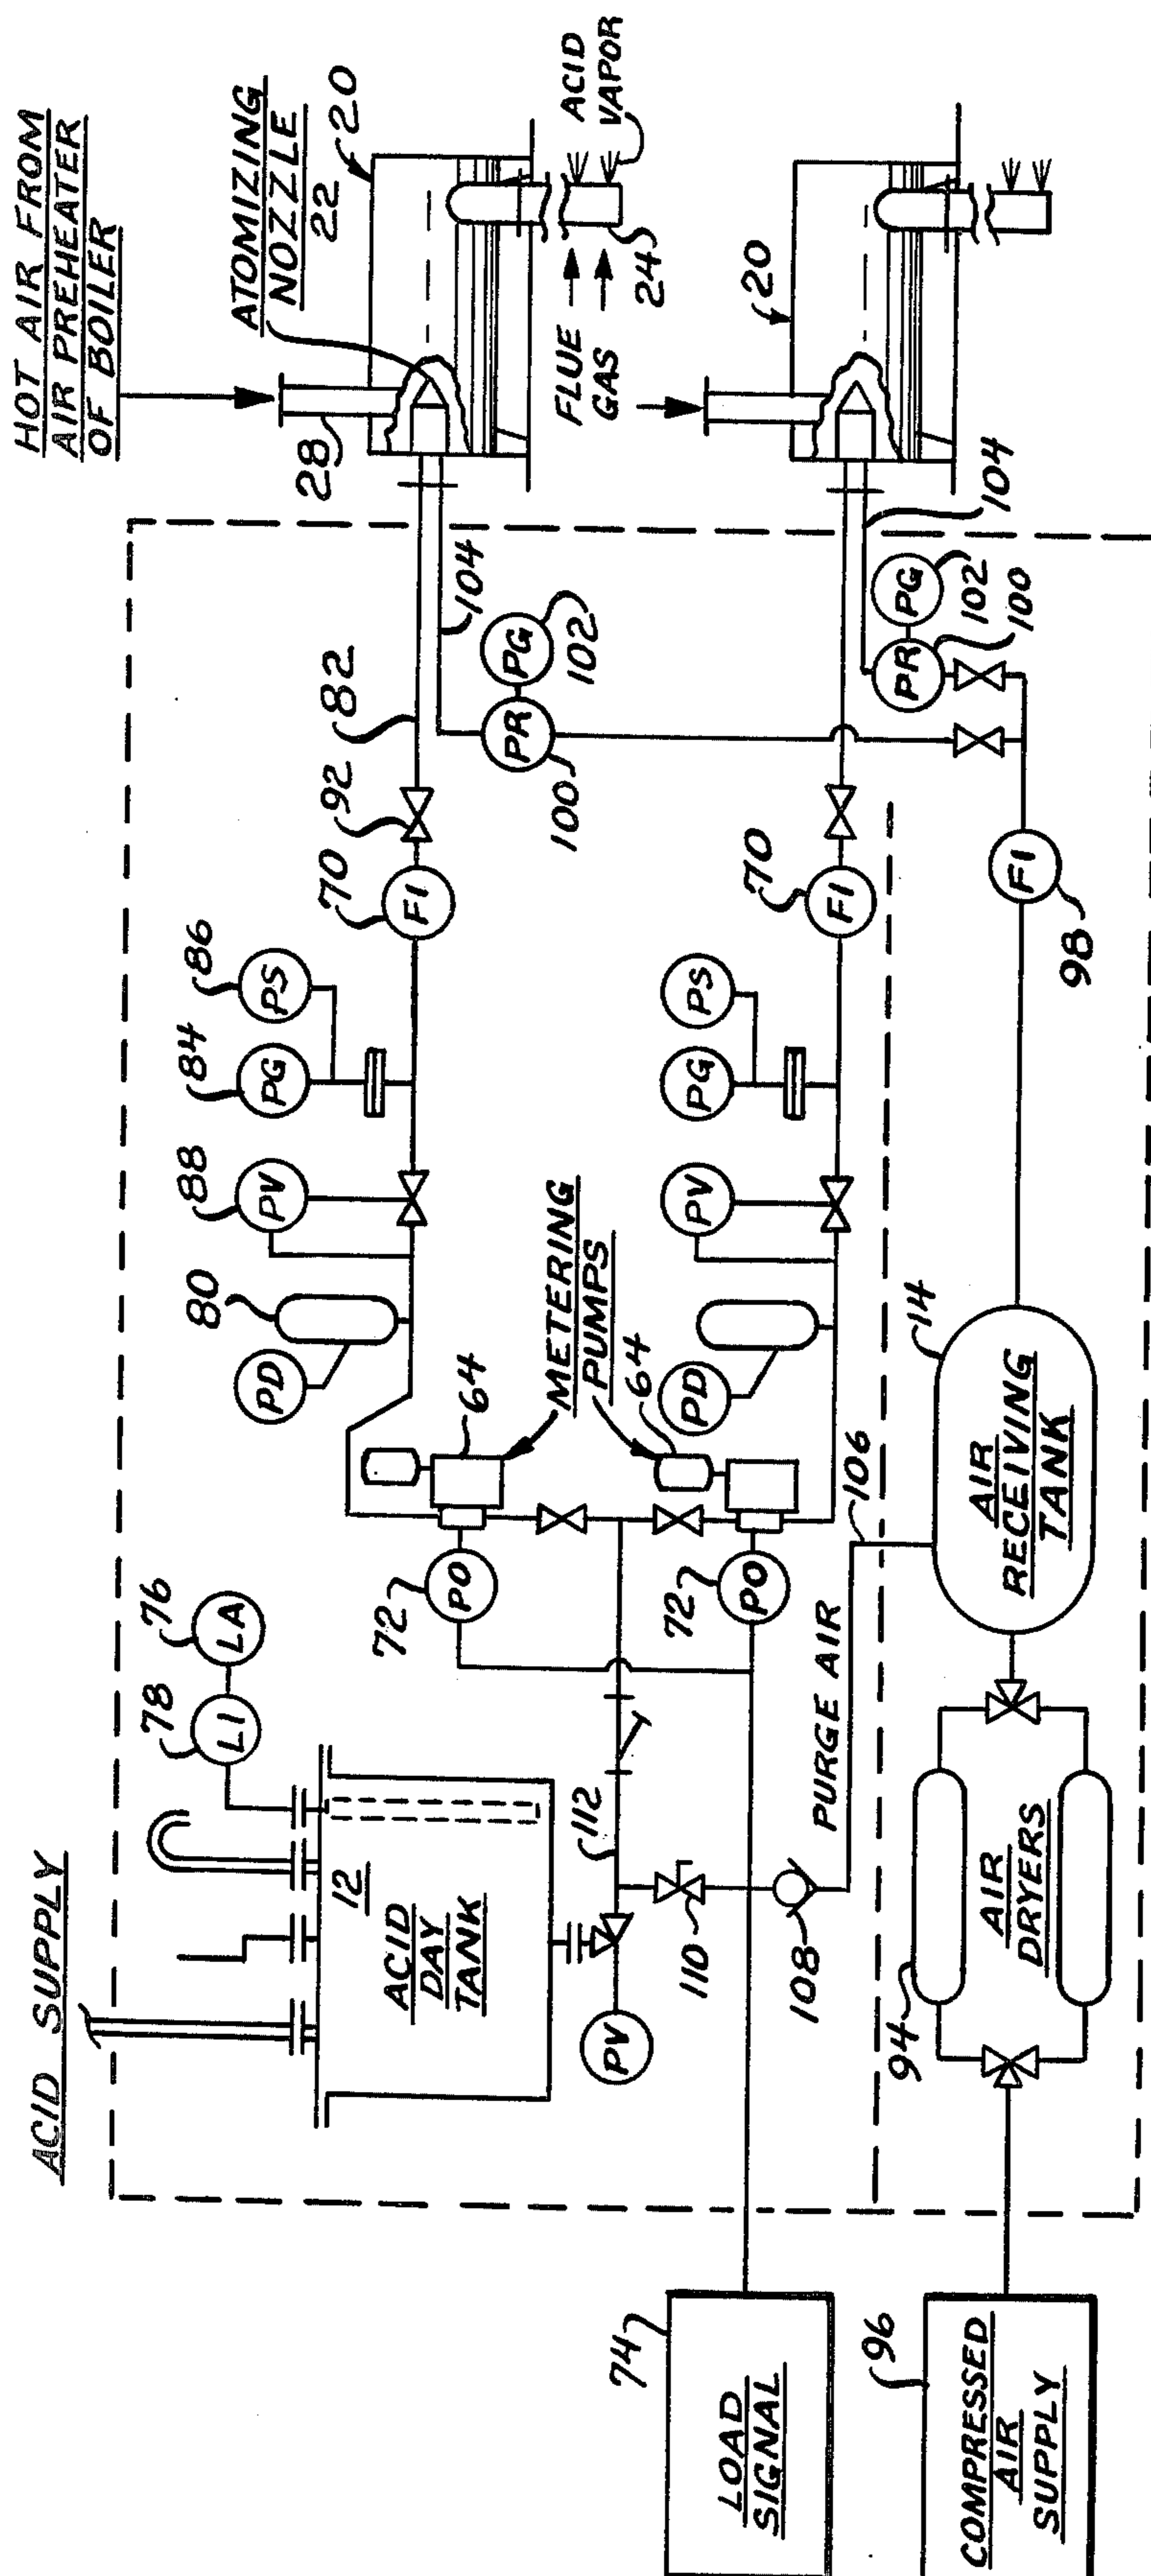 HOT AIR FROM
AIR PREHEATER
OF BOILER
ATOMIZING
NOZZLE
22
20
28
FLUE
GAS
24
ACID
VAPOR
20
104
82
92
70
FI
PR
PG
100
102
86
PS
84
PG
88
PV
80
PD
64
METERING
PUMPS
64
70
FI
PS
PG
PV
PD
104
PG
PR
102
100
FI
98
76
LA
78
LI
72
PO
72
PO
106
PURGE AIR
14
AIR
RECEIVING
TANK
ACID SUPPLY
12
ACID
DAY
TANK
112
110
108
PV
94
AIR
DRYERS
74
LOAD
SIGNAL
96
COMPRESSED
AIR
SUPPLY